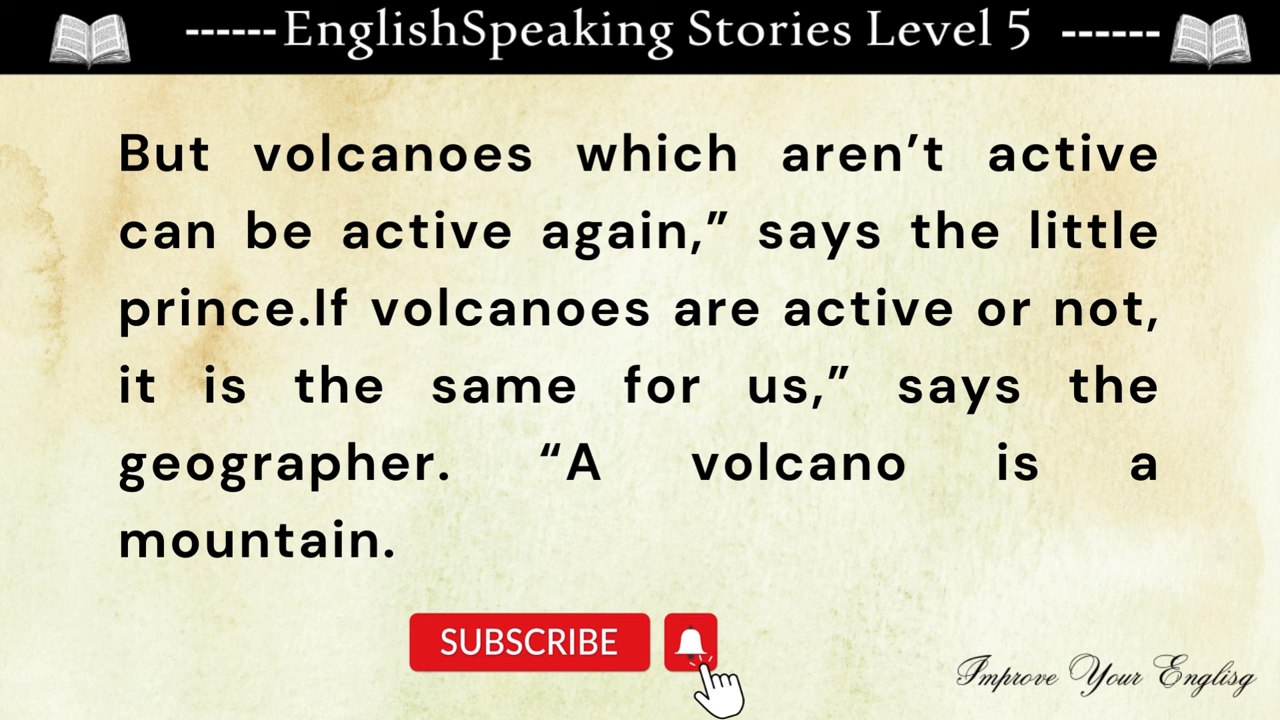 ------EnglishSpeaking Stories Level 5 ------
But volcanoes which aren’t active
can be active again,” says the little
prince.If volcanoes are active or not,
it is the same for us,” says the
geographer. “A volcano is a
mountain.
SUBSCRIBE
Improve Your Englisg